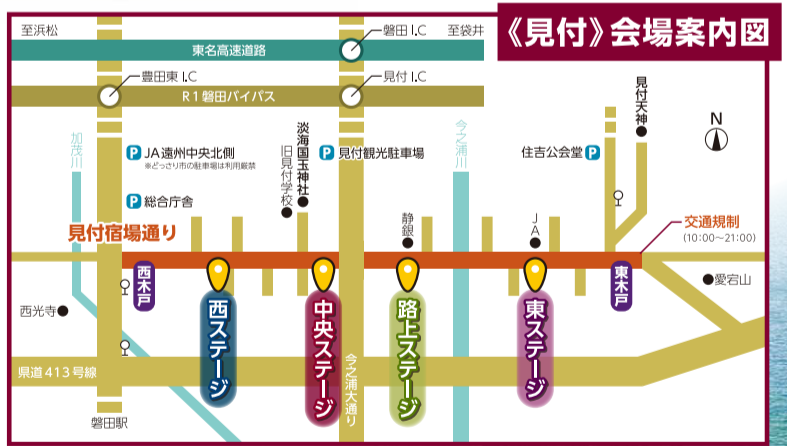 《見付》会場案内図
至浜松
磐田 I.C
至袋井
東名高速道路
豊田東 I.C
見付 I.C
R1磐田バイパス
加茂川
P JA遠州中央北側
※どっさり市の駐車場は利用厳禁
P 総合庁舎
淡海国玉神社
旧見付学校
P 見付観光駐車場
今之浦川
住吉公会堂 P
見付天神
N
見付宿場通り
静銀
JA
交通規制
(10:00~21:00)
西木戸
東木戸
愛宕山
西光寺
西ステージ
中央ステージ
路上ステージ
東ステージ
県道413号線
今之浦大通り
磐田駅